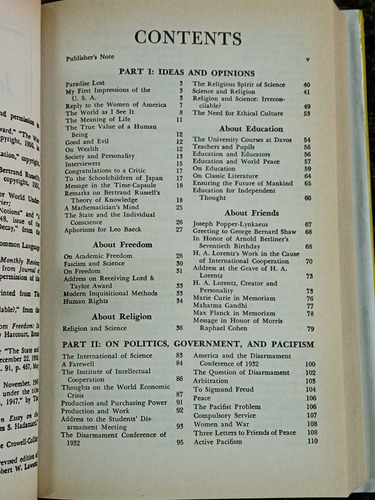 CONTENTS
Publisher's Note v
PART I: IDEAS AND OPINIONS
Paradise Lost 3
My First Impressions of the
U. S. A. 3
Reply to the Women of America 7
The World as I See It 8
The Meaning of Life 11
The True Value of a Human
Being 12
Good and Evil 12
On Wealth 12
Society and Personality 13
Interviewers 15
Congratulations to a Critic 17
To the Schoolchildren of Japan 17
Message in the Time-Capsule 18
Remarks on Bertrand Russell's
Theory of Knowledge 18
A Mathematician's Mind 25
The State and the Individual
Conscience 26
Aphorisms for Leo Baeck 27
About Freedom
On Academic Freedom 28
Fascism and Science 30
On Freedom 31
Address on Receiving Lord &
Taylor Award 33
Modern Inquisitional Methods 33
Human Rights 34
About Religion
Religion and Science 36
The Religious Spirit of Science 40
Science and Religion 41
Religion and Science: Irrecon-
cilable? 49
The Need for Ethical Culture 53
About Education
The University Courses at Davos 54
Teachers and Pupils 56
Education and Educators 56
Education and World Peace 57
On Education 59
On Classic Literature 64
Ensuring the Future of Mankind 65
Education for Independent
Thought 66
About Friends
Joseph Popper-Lynkaeus 67
Greeting to George Bernard Shaw 68
In Honor of Arnold Berliner's
Seventieth Birthday 68
H. A. Lorentz's Work in the Cause
of International Cooperation 70
Address at the Grave of H. A.
Lorentz 73
H. A. Lorentz, Creator and
Personality 73
Marie Curie in Memoriam 76
Mahatma Gandhi 77
Max Planck in Memoriam 78
Message in Honor of Morris
Raphael Cohen 79
PART II: ON POLITICS, GOVERNMENT, AND PACIFISM
The International of Science 83
A Farewell 84
The Institute of Intellectual
Cooperation 86
Thoughts on the World Economic
Crisis 87
Production and Purchasing Power 91
Production and Work 92
Address to the Students' Dis-
armament Meeting 93
The Disarmament Conference of
1932 95
America and the Disarmament
Conference of 1932 100
The Question of Disarmament 102
Arbitration 103
To Sigmund Freud 104
Peace 106
The Pacifist Problem 106
Compulsory Service 107
Women and War 108
Three Letters to Friends of Peace 108
Active Pacifism 110